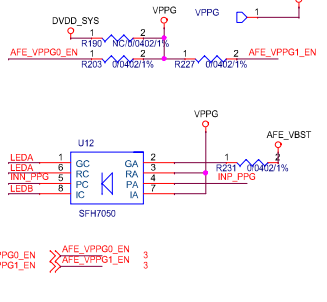 VPPG
VPPG
1
DVDD_SYS
1 2
R190 NC/0/0402/1%
AFE_VPPG0_EN
1 2
1 2
AFE_VPPG1_EN
R203 0/0402/1%
R227 0/0402/1%
VPPG
AFE_VBST
U12
LEDA 1 GC GA 2
LEDA 6 RC RA 3
INN_PPG 5 PC PA 4
LEDB 8 IC IA 7
1 2
R231 0/0402/1%
INP_PPG
SFH7050
PPG0_EN AFE_VPPG0_EN 3
PPG1_EN AFE_VPPG1_EN 3